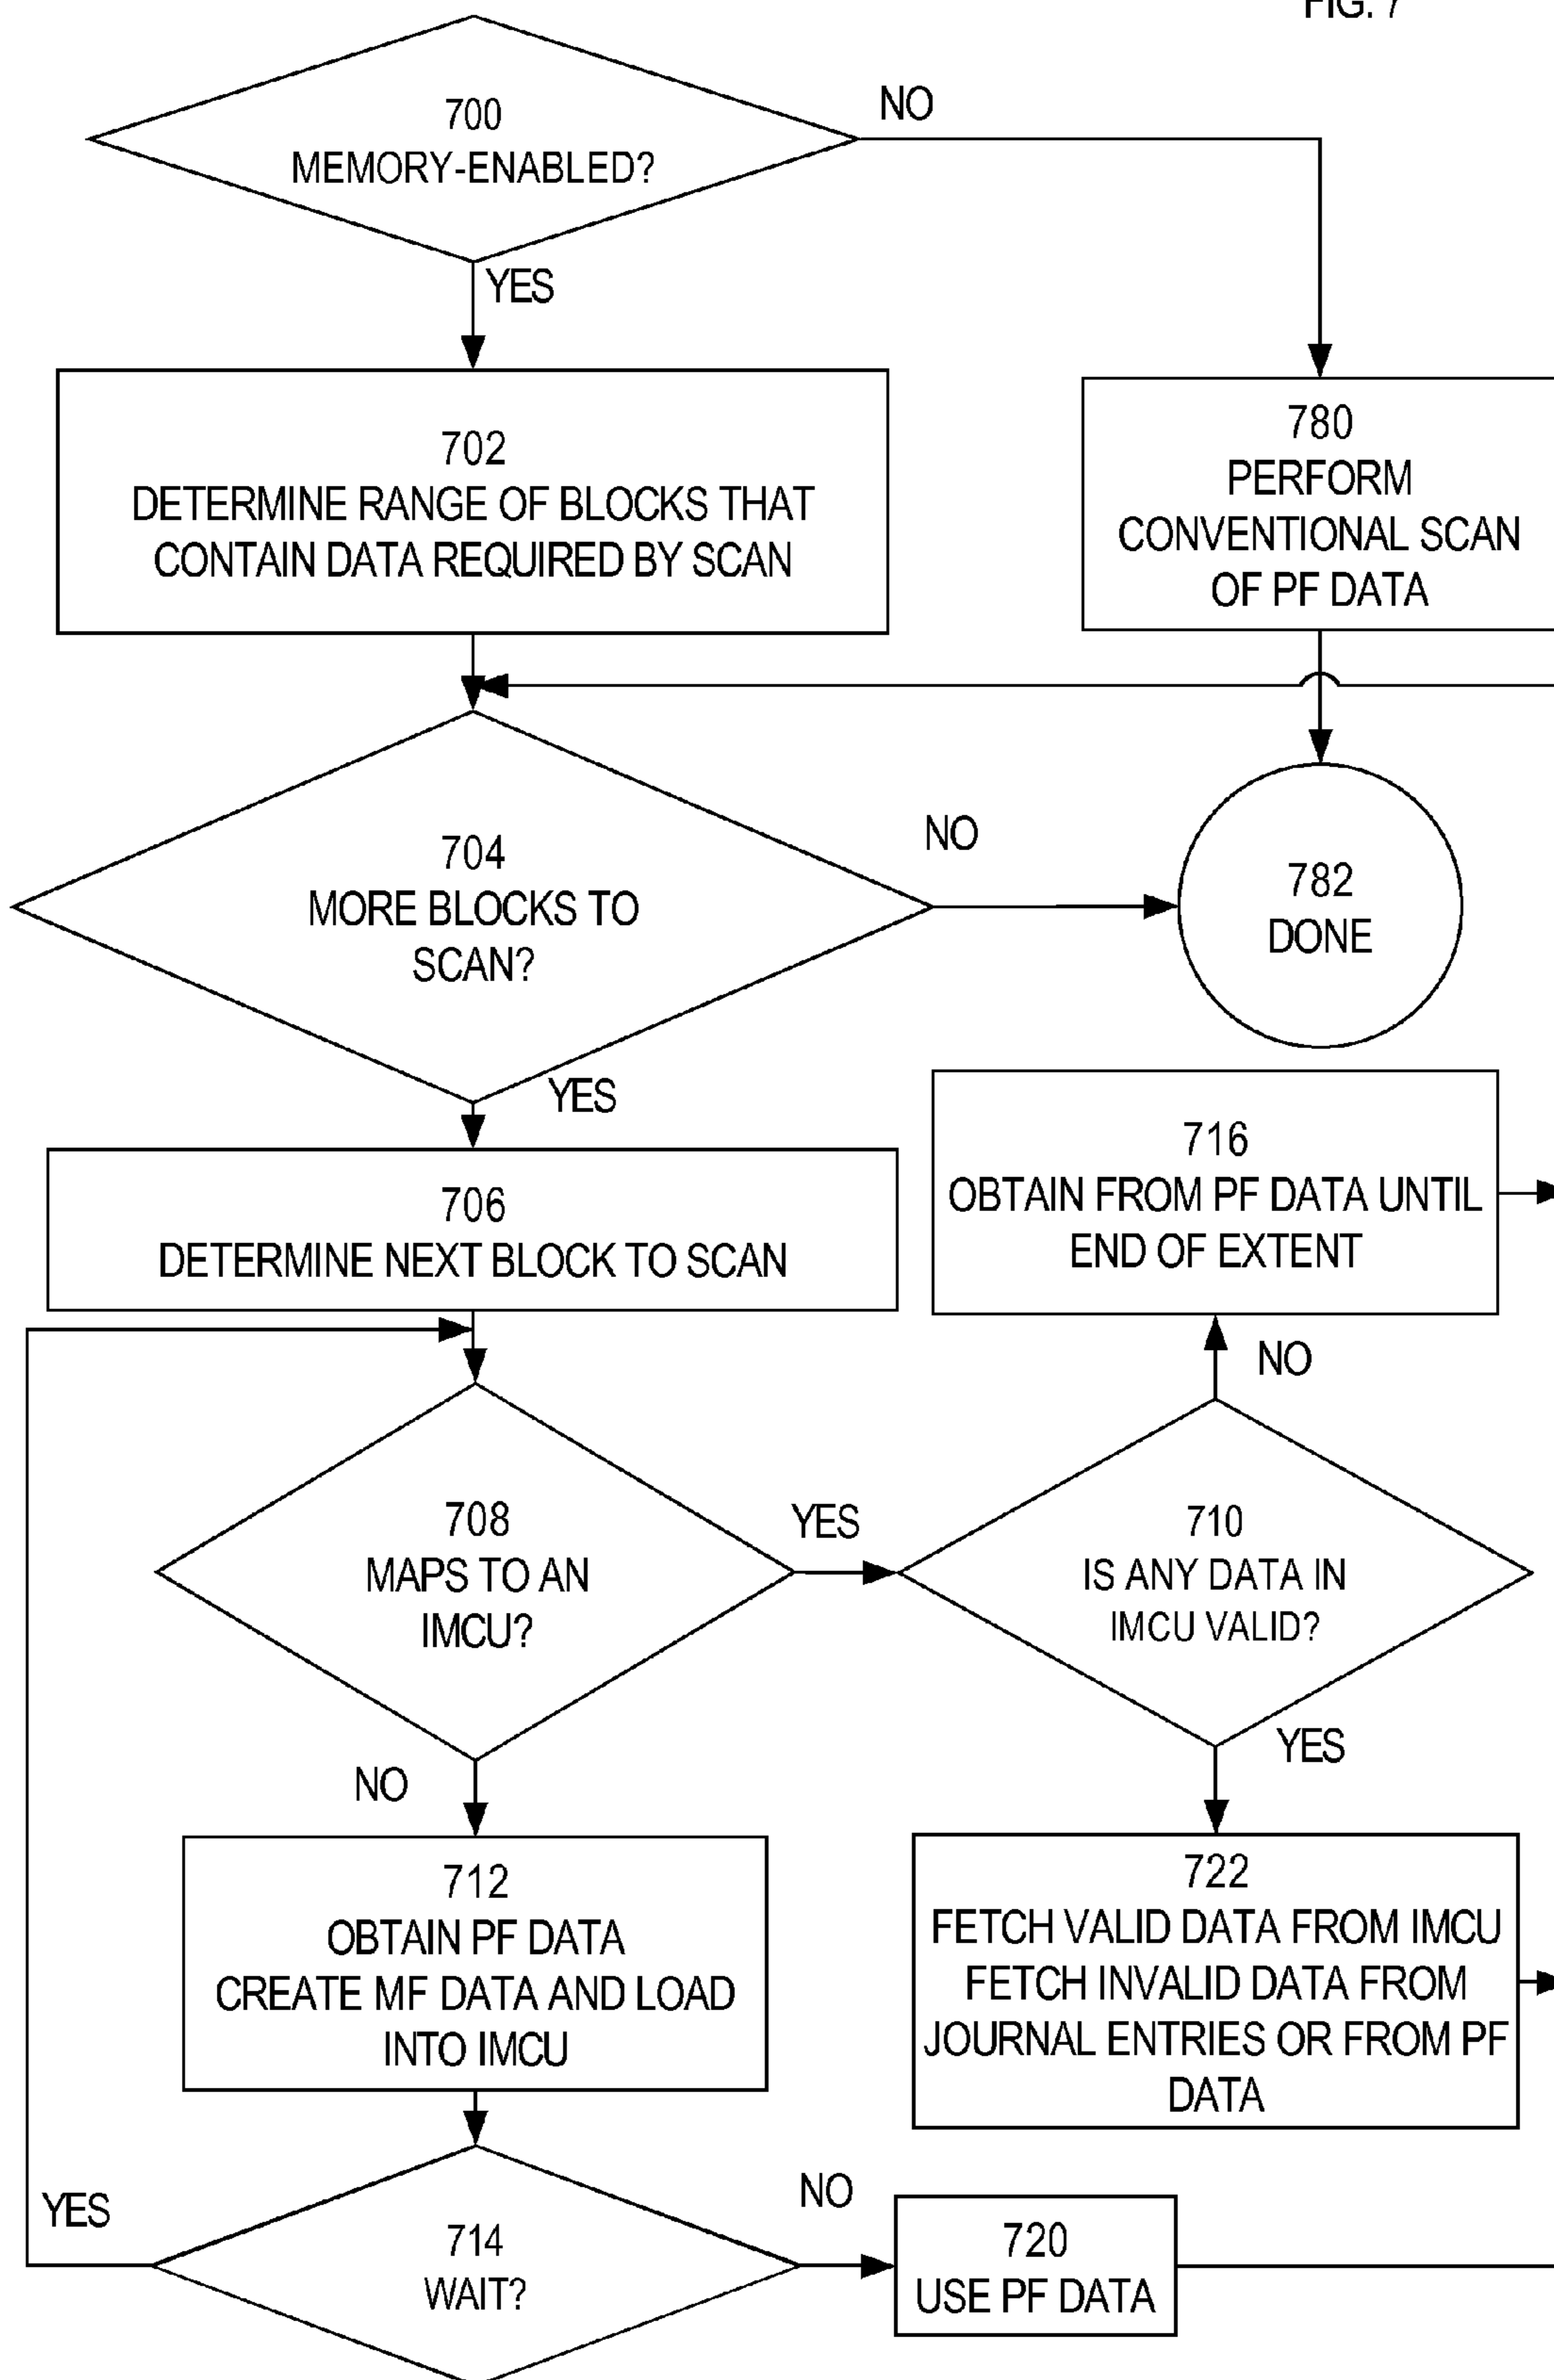 FIG. 7
700
MEMORY-ENABLED?
NO
YES
702
DETERMINE RANGE OF BLOCKS THAT
CONTAIN DATA REQUIRED BY SCAN
780
PERFORM
CONVENTIONAL SCAN
OF PF DATA
704
MORE BLOCKS TO
SCAN?
NO
782
DONE
YES
706
DETERMINE NEXT BLOCK TO SCAN
716
OBTAIN FROM PF DATA UNTIL
END OF EXTENT
NO
708
MAPS TO AN
IMCU?
YES
710
IS ANY DATA IN
IMCU VALID?
YES
NO
712
OBTAIN PF DATA
CREATE MF DATA AND LOAD
INTO IMCU
722
FETCH VALID DATA FROM IMCU
FETCH INVALID DATA FROM
JOURNAL ENTRIES OR FROM PF
DATA
YES
714
WAIT?
NO
720
USE PF DATA